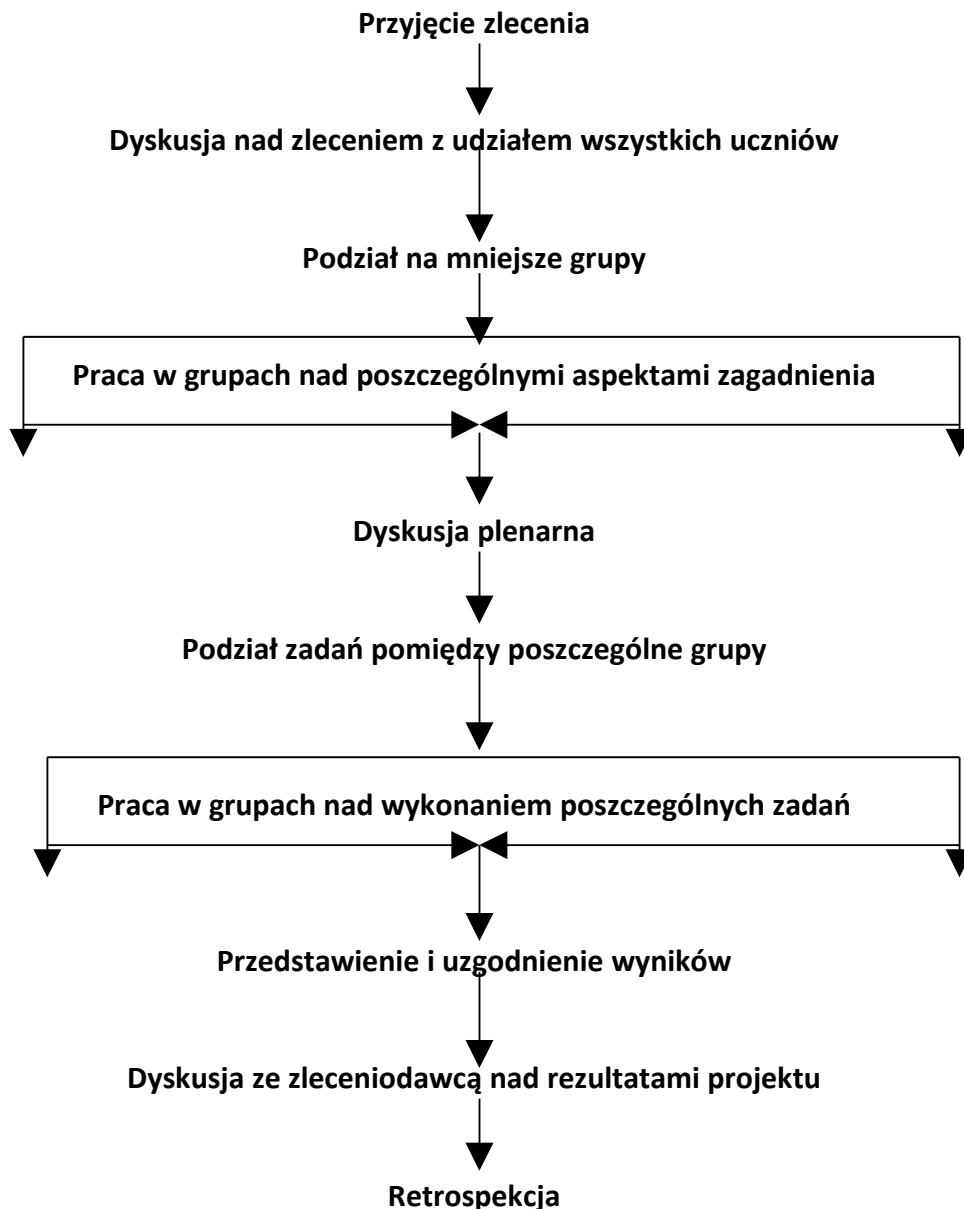 Przyjęcie zlecenia
Dyskusja nad zleceniem z udziałem wszystkich uczniów
Podział na mniejsze grupy
Praca w grupach nad poszczególnymi aspektami zagadnienia
Dyskusja plenarna
Podział zadań pomiędzy poszczególne grupy
Praca w grupach nad wykonaniem poszczególnych zadań
Przedstawienie i uzgodnienie wyników
Dyskusja ze zleceniodawcą nad rezultatami projektu
Retrospekcja